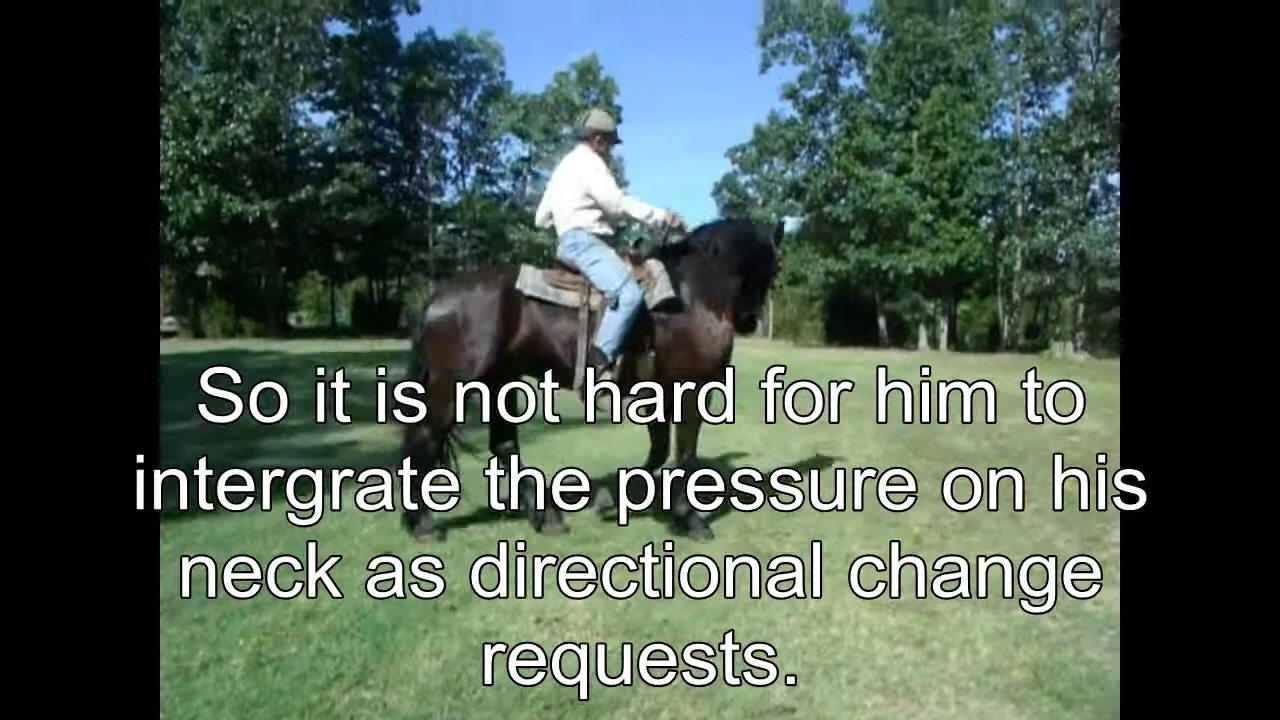 So it is not hard for him to
intergrate the pressure on his
neck as directional change
requests.